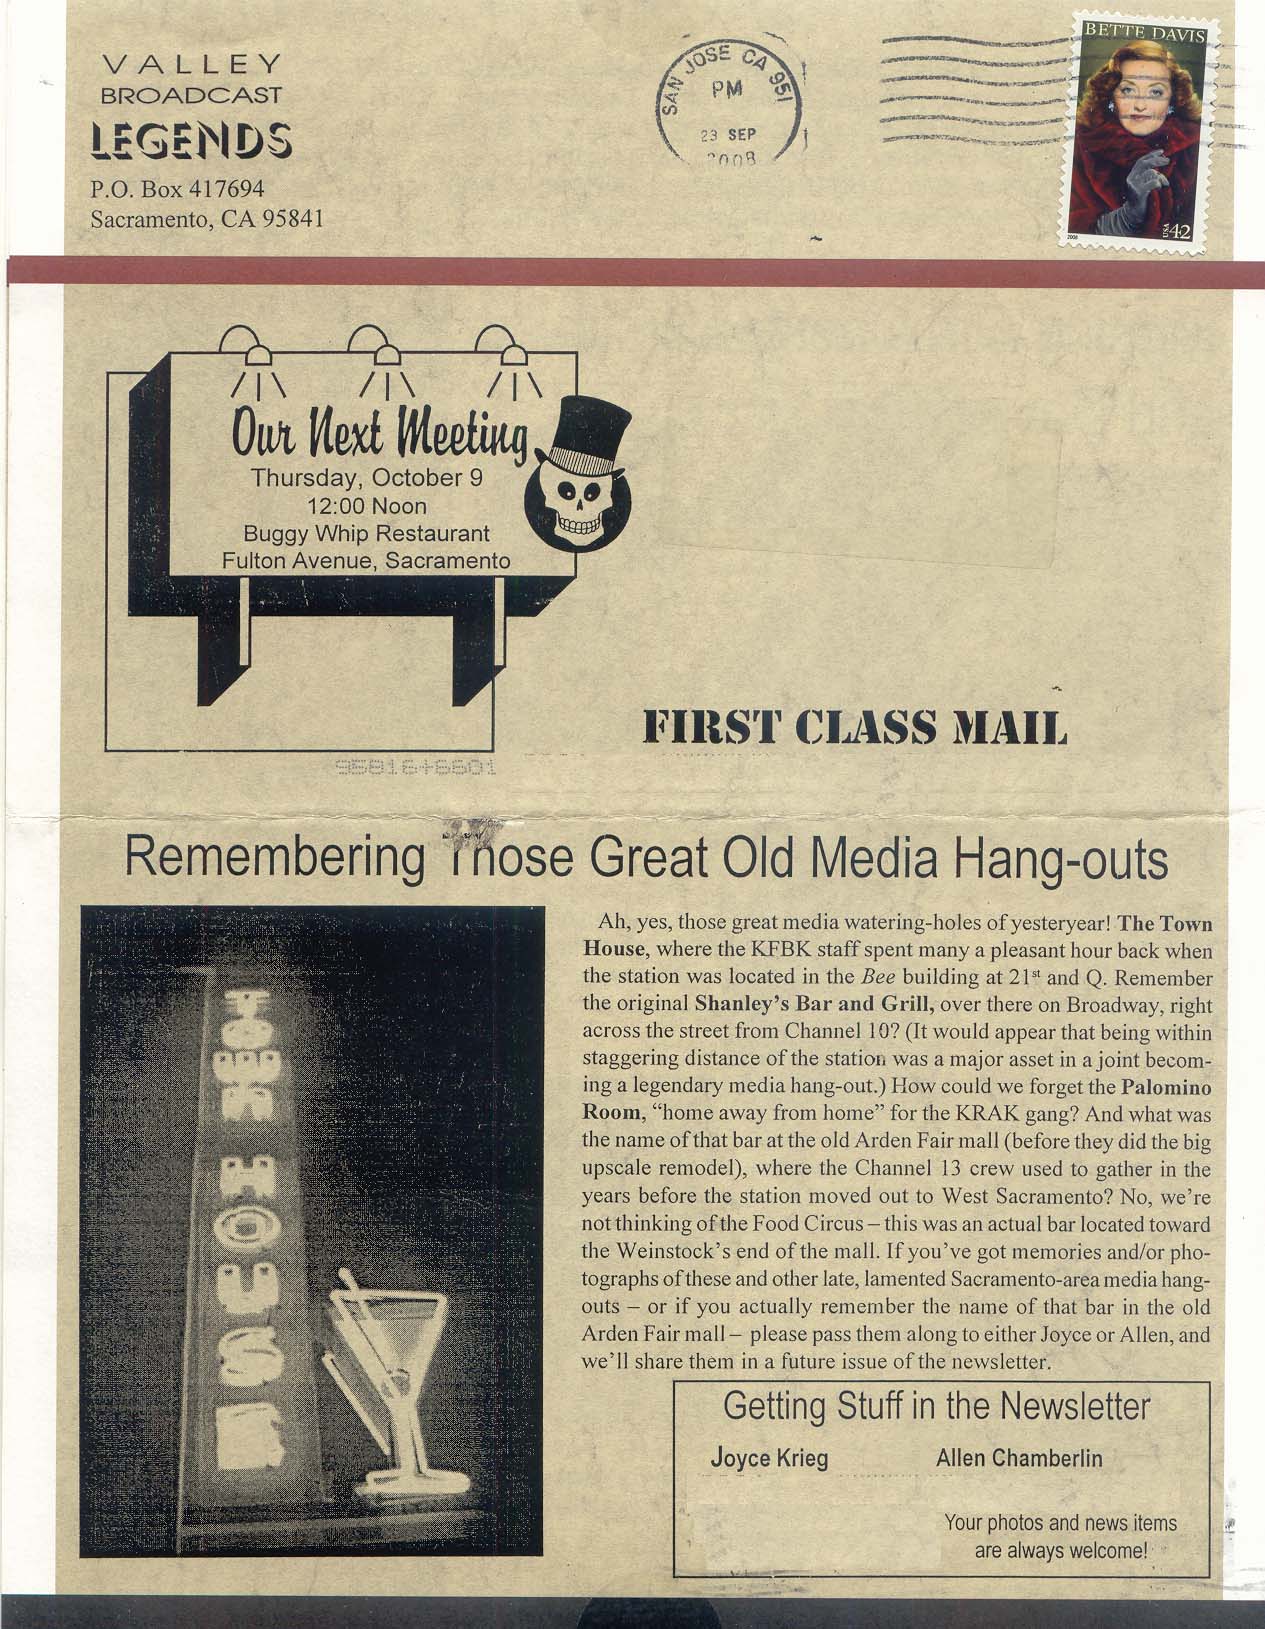 VALLEY
BROADCAST
LEGENDS
P.O. Box 417694
Sacramento, CA 95841
SAN JOSE CA 951
PM
23 SEP
2008
BETTE DAVIS
USA 42
2008
Our Next Meeting
Thursday, October 9
12:00 Noon
Buggy Whip Restaurant
Fulton Avenue, Sacramento
FIRST CLASS MAIL
95816+6601
Remembering Those Great Old Media Hang-outs
TOWN HOUSE
Ah, yes, those great media watering-holes of yesteryear! The Town
House, where the KFBK staff spent many a pleasant hour back when
the station was located in the Bee building at 21st and Q. Remember
the original Shanley's Bar and Grill, over there on Broadway, right
across the street from Channel 10? (It would appear that being within
staggering distance of the station was a major asset in a joint becom-
ing a legendary media hang-out.) How could we forget the Palomino
Room, “home away from home” for the KRAK gang? And what was
the name of that bar at the old Arden Fair mall (before they did the big
upscale remodel), where the Channel 13 crew used to gather in the
years before the station moved out to West Sacramento? No, we’re
not thinking of the Food Circus – this was an actual bar located toward
the Weinstock’s end of the mall. If you’ve got memories and/or pho-
tographs of these and other late, lamented Sacramento-area media hang-
outs – or if you actually remember the name of that bar in the old
Arden Fair mall – please pass them along to either Joyce or Allen, and
we’ll share them in a future issue of the newsletter.
Getting Stuff in the Newsletter
Joyce Krieg
Allen Chamberlin
Your photos and news items
are always welcome!